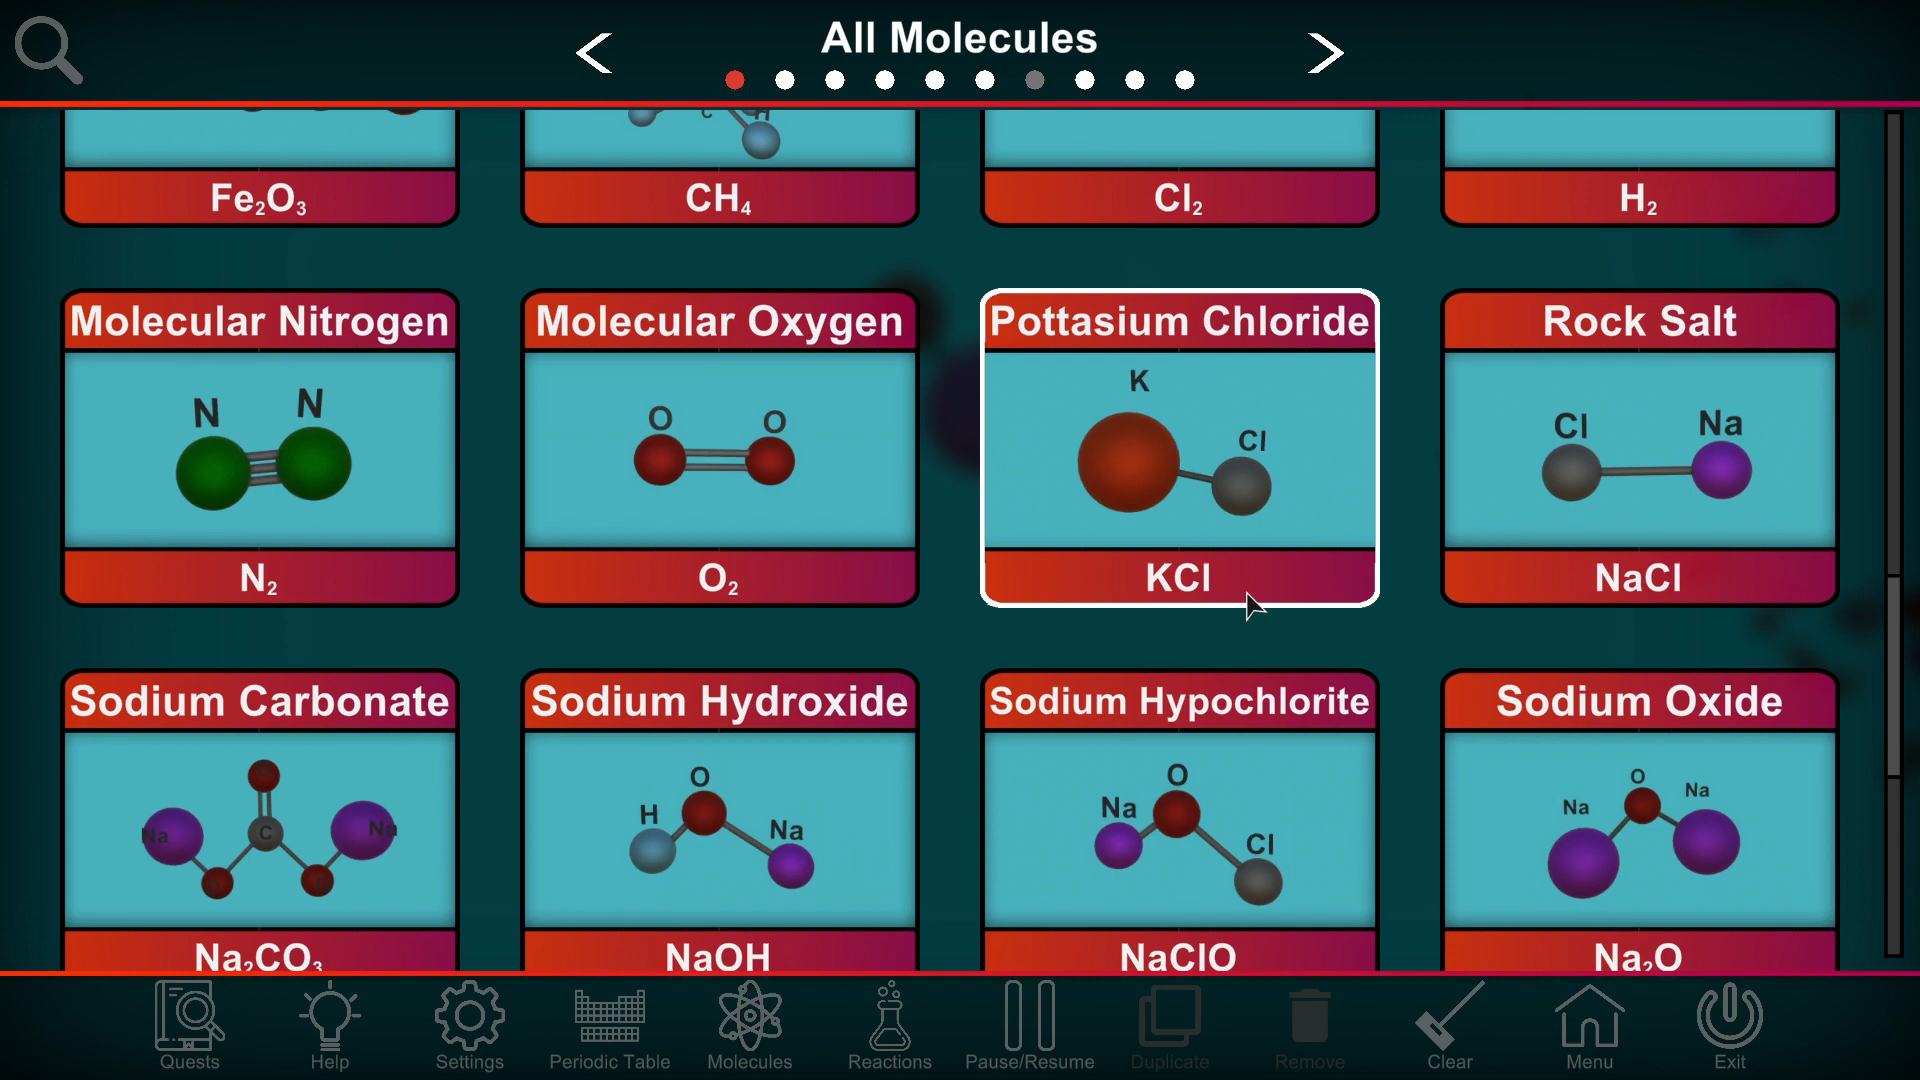 All Molecules
C H
Fe₂O₃ CH₄ Cl₂ H₂
Molecular Nitrogen Molecular Oxygen Pottasium Chloride Rock Salt
N N O O K Cl Cl Na
N₂ O₂ KCl NaCl
Sodium Carbonate Sodium Hydroxide Sodium Hypochlorite Sodium Oxide
Na C Na H O Na Na O Cl Na O Na
Na₂CO₃ NaOH NaClO Na₂O
Quests Help Settings Periodic Table Molecules Reactions Pause/Resume Duplicate Remove Clear Menu Exit